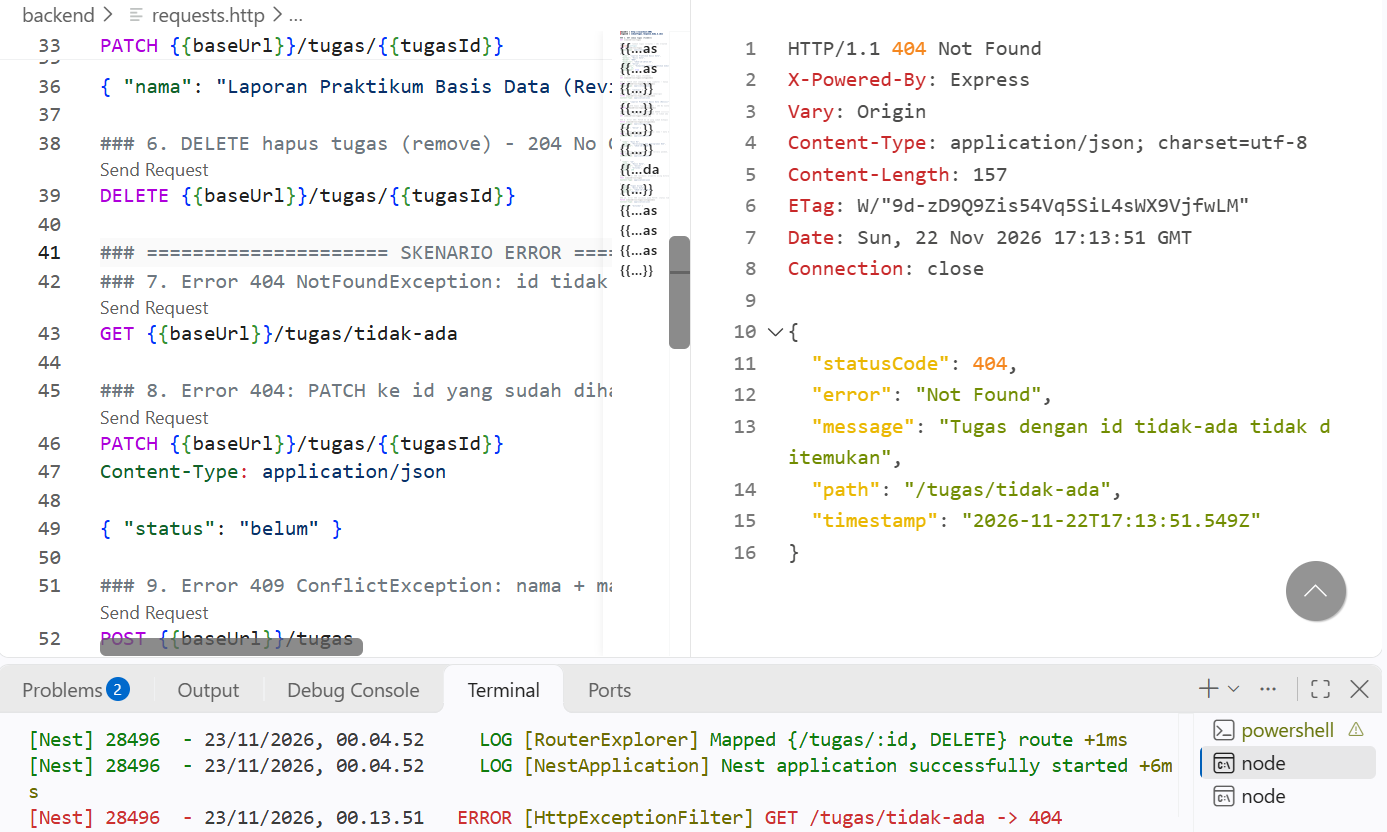 backend > requests.http > ...
33 PATCH {{baseUrl}}/tugas/{{tugasId}}
36 { "nama": "Laporan Praktikum Basis Data (Revi
37
38 ### 6. DELETE hapus tugas (remove) - 204 No
Send Request
39 DELETE {{baseUrl}}/tugas/{{tugasId}}
40
41 ### ===================== SKENARIO ERROR ====
42 ### 7. Error 404 NotFoundException: id tidak
Send Request
43 GET {{baseUrl}}/tugas/tidak-ada
44
45 ### 8. Error 404: PATCH ke id yang sudah diha
Send Request
46 PATCH {{baseUrl}}/tugas/{{tugasId}}
47 Content-Type: application/json
48
49 { "status": "belum" }
50
51 ### 9. Error 409 ConflictException: nama + ma
Send Request
52 POST {{baseUrl}}/tugas
{{...as
{{...as
{{...}}
{{...}}
{{...}}
{{...}}
{{...da
{{...}}
{{...as
{{...as
{{...as
{{...}}
1 HTTP/1.1 404 Not Found
2 X-Powered-By: Express
3 Vary: Origin
4 Content-Type: application/json; charset=utf-8
5 Content-Length: 157
6 ETag: W/"9d-zD9Q9Zis54Vq5SiL4sWX9VjfwLM"
7 Date: Sun, 22 Nov 2026 17:13:51 GMT
8 Connection: close
9
10 {
11 "statusCode": 404,
12 "error": "Not Found",
13 "message": "Tugas dengan id tidak-ada tidak d
itemukan",
14 "path": "/tugas/tidak-ada",
15 "timestamp": "2026-11-22T17:13:51.549Z"
16 }
Problems 2 Output Debug Console Terminal Ports
[Nest] 28496 - 23/11/2026, 00.04.52 LOG [RouterExplorer] Mapped {/tugas/:id, DELETE} route +1ms
[Nest] 28496 - 23/11/2026, 00.04.52 LOG [NestApplication] Nest application successfully started +6m
s
[Nest] 28496 - 23/11/2026, 00.13.51 ERROR [HttpExceptionFilter] GET /tugas/tidak-ada -> 404
powershell
node
node